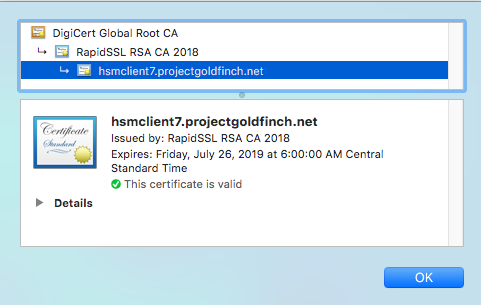 DigiCert Global Root CA
RapidSSL RSA CA 2018
hsmclient7.projectgoldfinch.net
Certificate
Standard
hsmclient7.projectgoldfinch.net
Issued by: RapidSSL RSA CA 2018
Expires: Friday, July 26, 2019 at 6:00:00 AM Central
Standard Time
This certificate is valid
Details
OK